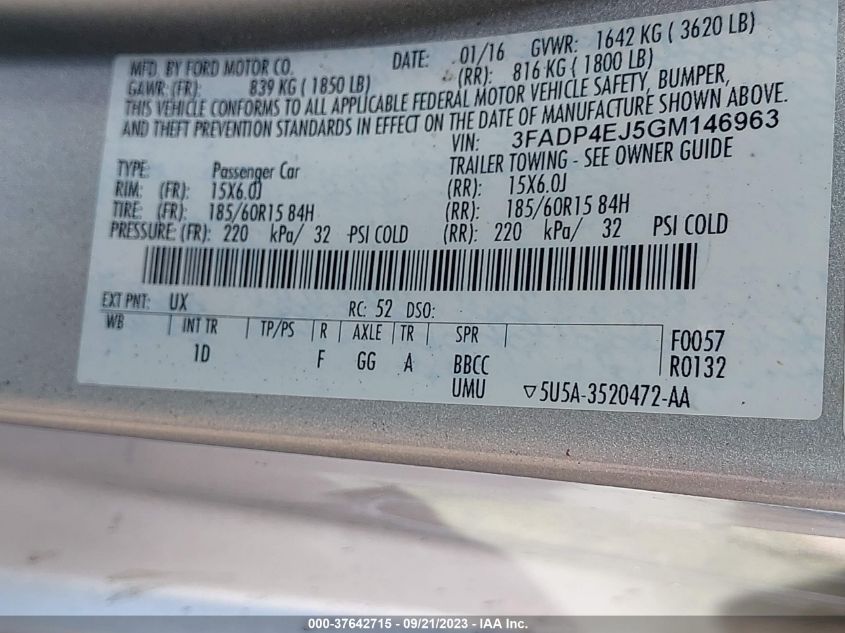 MFD. BY FORD MOTOR CO. DATE: 01/16 GVWR: 1642 KG ( 3620 LB)
GAWR: (FR): 839 KG ( 1850 LB) (RR): 816 KG ( 1800 LB)
THIS VEHICLE CONFORMS TO ALL APPLICABLE FEDERAL MOTOR VEHICLE SAFETY, BUMPER,
AND THEFT PREVENTION STANDARDS IN EFFECT ON THE DATE OF MANUFACTURE SHOWN ABOVE.
VIN: 3FADP4EJ5GM146963
TYPE: Passenger Car TRAILER TOWING - SEE OWNER GUIDE
RIM: (FR): 15X6.0J (RR): 15X6.0J
TIRE: (FR): 185/60R15 84H (RR): 185/60R15 84H
PRESSURE: (FR): 220 kPa/ 32 PSI COLD (RR): 220 kPa/ 32 PSI COLD
EXT PNT: UX RC: 52 DSO:
WB INT TR TP/PS R AXLE TR SPR F0057
1D F GG A BBCC R0132
UMU ▽5U5A-3520472-AA
000-37642715 - 09/21/2023 - IAA Inc.